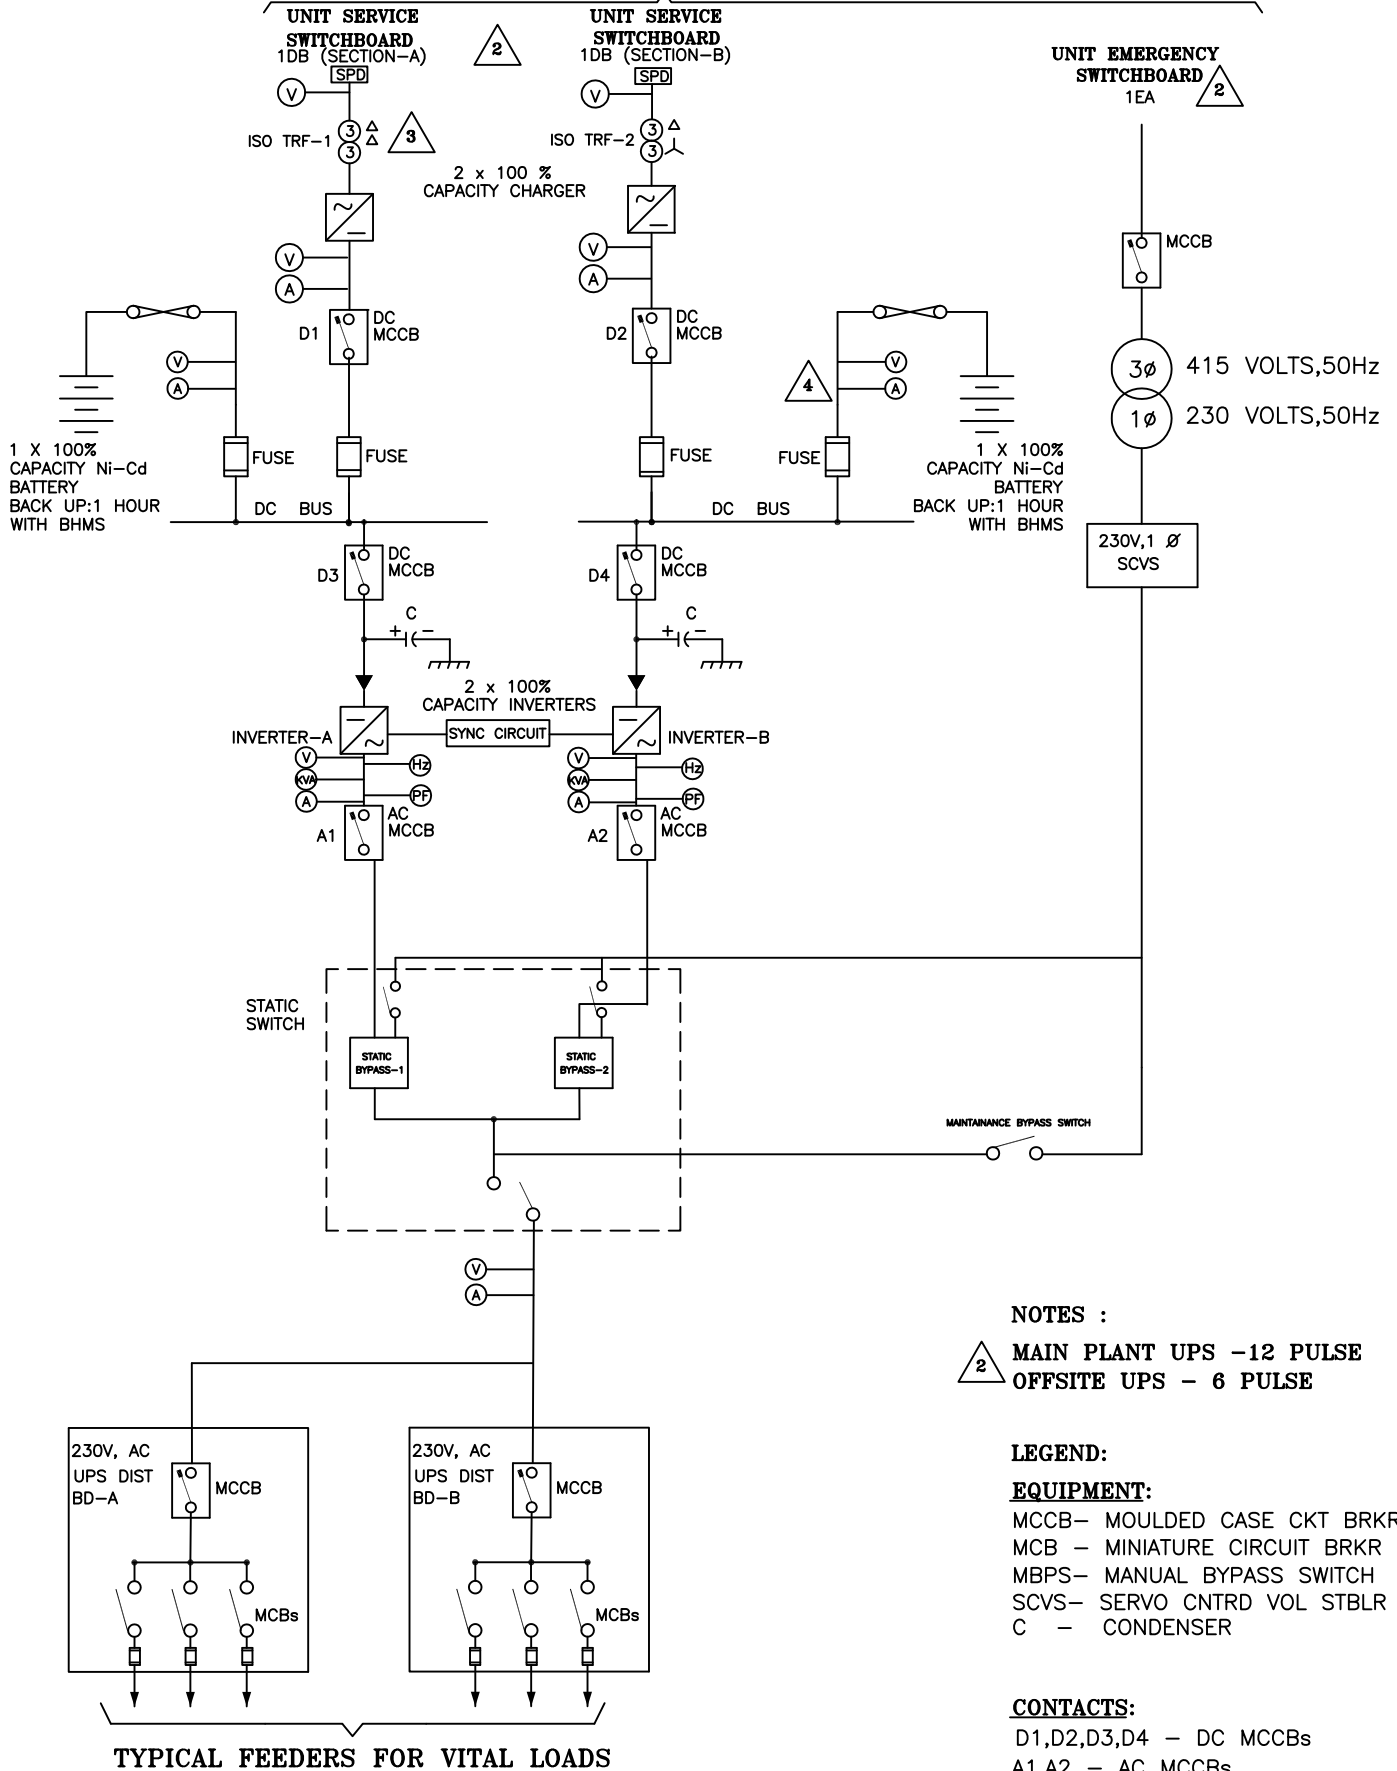 UNIT SERVICE
SWITCHBOARD
1DB (SECTION-A)
SPD
V
2
UNIT SERVICE
SWITCHBOARD
1DB (SECTION-B)
SPD
V
UNIT EMERGENCY
SWITCHBOARD
1EA
2
ISO TRF-1
3
3
3
ISO TRF-2
3
3
2 x 100 %
CAPACITY CHARGER
V
A
V
A
MCCB
D1
DC
MCCB
D2
DC
MCCB
V
A
4
V
A
3ø
415 VOLTS,50Hz
1ø
230 VOLTS,50Hz
1 X 100%
CAPACITY Ni-Cd
BATTERY
BACK UP:1 HOUR
WITH BHMS
FUSE
FUSE
FUSE
FUSE
1 X 100%
CAPACITY Ni-Cd
BATTERY
BACK UP:1 HOUR
WITH BHMS
DC BUS
DC BUS
230V,1 Ø
SCVS
D3
DC
MCCB
D4
DC
MCCB
C
+ -
C
+ -
2 x 100%
CAPACITY INVERTERS
INVERTER-A
SYNC CIRCUIT
INVERTER-B
V
KVA
A
Hz
PF
V
KVA
A
Hz
PF
A1
AC
MCCB
A2
AC
MCCB
STATIC
SWITCH
STATIC
BYPASS-1
STATIC
BYPASS-2
MAINTAINANCE BYPASS SWITCH
V
A
NOTES :
2
MAIN PLANT UPS -12 PULSE
OFFSITE UPS - 6 PULSE
230V, AC
UPS DIST
BD-A
MCCB
MCBs
230V, AC
UPS DIST
BD-B
MCCB
MCBs
LEGEND:
EQUIPMENT:
MCCB- MOULDED CASE CKT BRKR
MCB - MINIATURE CIRCUIT BRKR
MBPS- MANUAL BYPASS SWITCH
SCVS- SERVO CNTRD VOL STBLR
C - CONDENSER
CONTACTS:
D1,D2,D3,D4 - DC MCCBs
A1,A2 - AC MCCBs
TYPICAL FEEDERS FOR VITAL LOADS